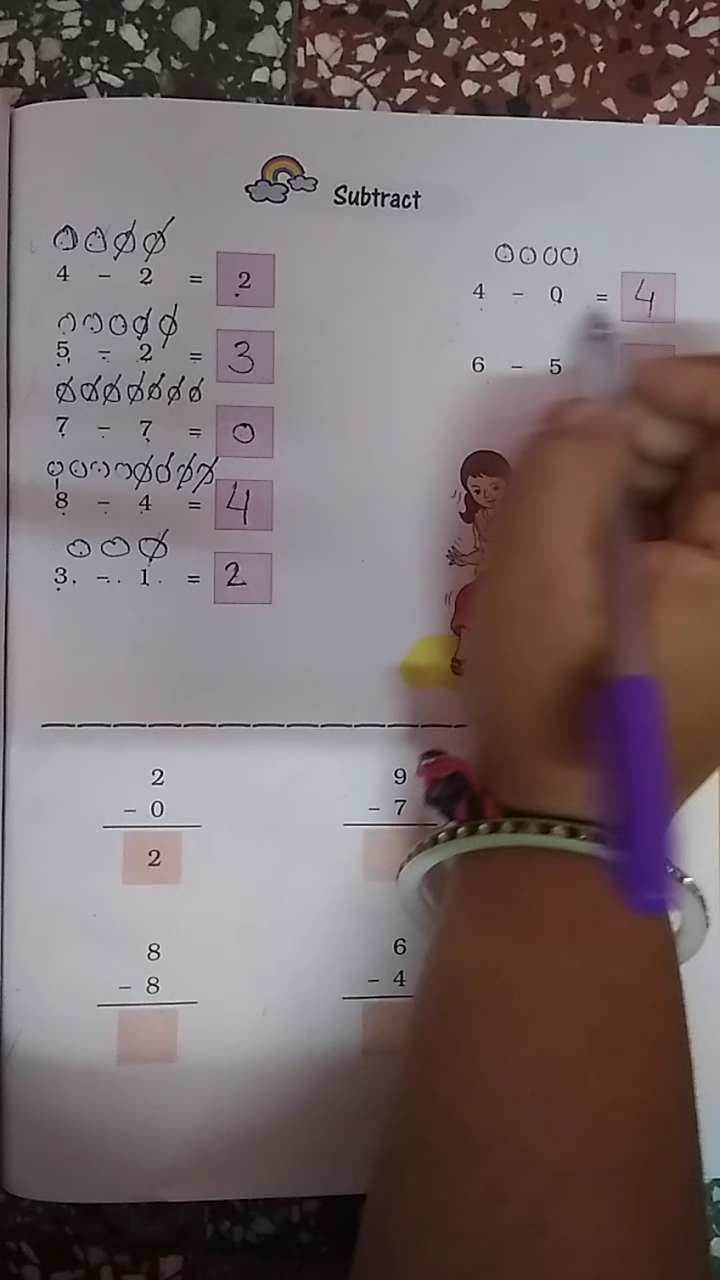 Subtract
4 - 2 = 2
5 - 2 = 3
7 - 7 = 0
8 - 4 = 4
3 - 1 = 2
4 - 0 = 4
6 - 5
2
- 0
2
9
- 7
8
- 8
6
- 4